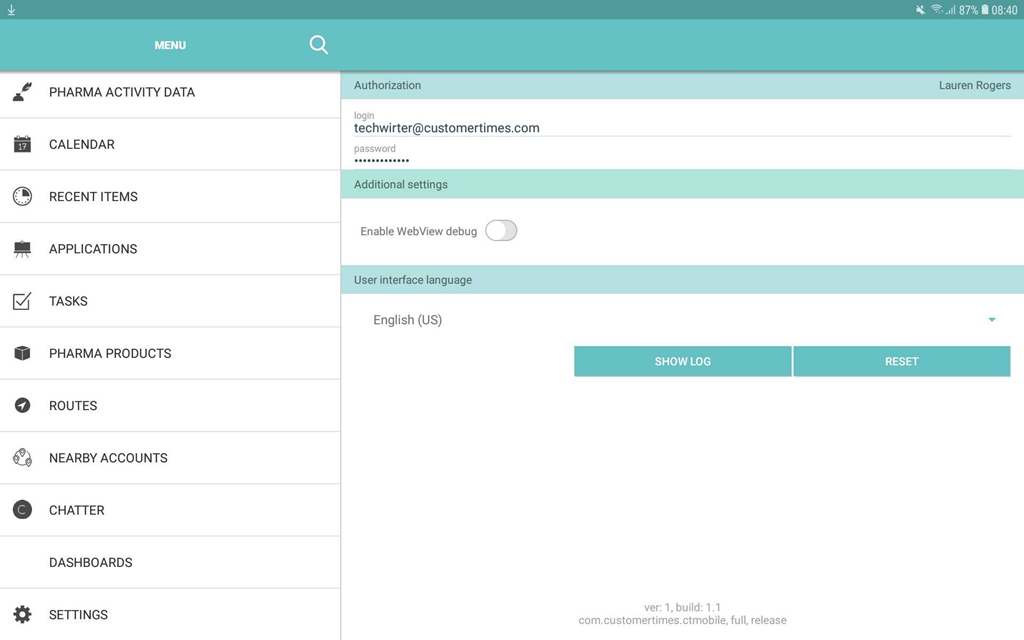 87% 08:40
MENU
PHARMA ACTIVITY DATA
17
CALENDAR
RECENT ITEMS
APPLICATIONS
TASKS
PHARMA PRODUCTS
ROUTES
NEARBY ACCOUNTS
C
CHATTER
DASHBOARDS
SETTINGS
Authorization Lauren Rogers
login
techwirter@customertimes.com
password
•••••••••••••
Additional settings
Enable WebView debug
User interface language
English (US)
SHOW LOG RESET
ver: 1, build: 1.1
com.customertimes.ctmobile, full, release